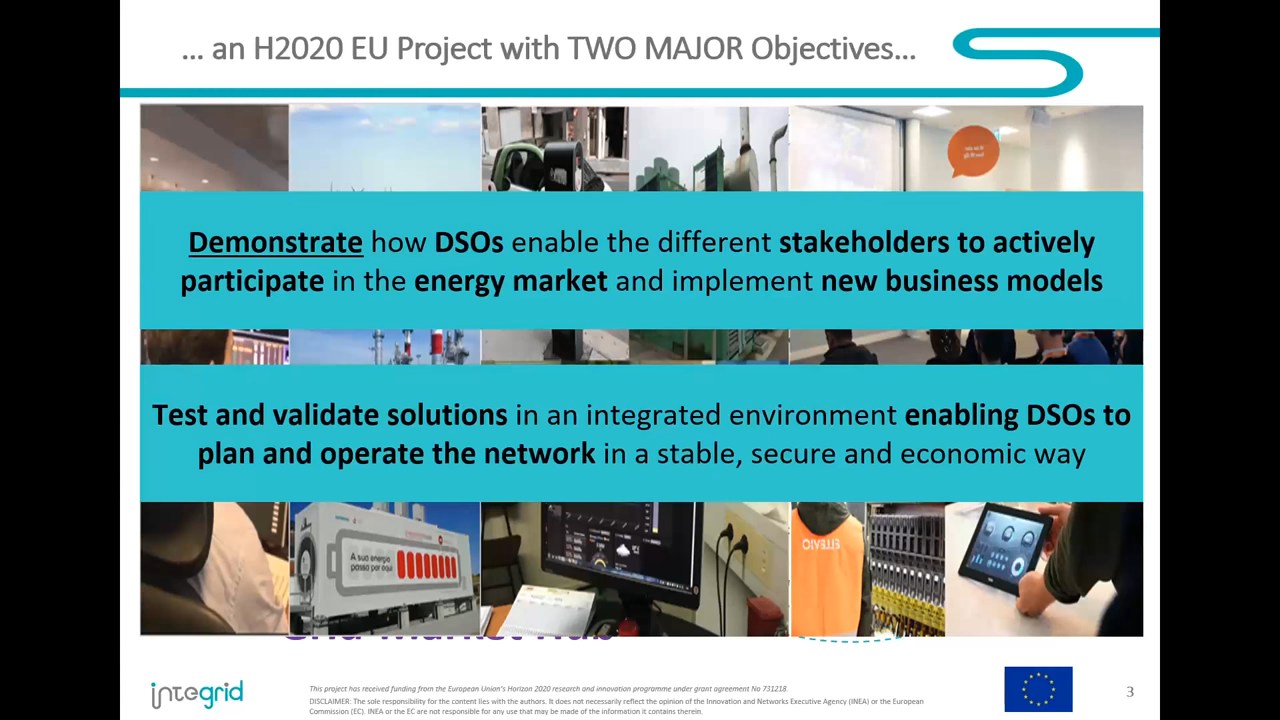 ... an H2020 EU Project with TWO MAJOR Objectives...
Demonstrate how DSOs enable the different stakeholders to actively
participate in the energy market and implement new business models
Test and validate solutions in an integrated environment enabling DSOs to
plan and operate the network in a stable, secure and economic way
A sua energia
passa por aqui
ELLEVIO
integrid
This project has received funding from the European Union's Horizon 2020 research and innovation programme under grant agreement No 731218.
DISCLAIMER: The sole responsibility for the content lies with the authors. It does not necessarily reflect the opinion of the Innovation and Networks Executive Agency (INEA) or the European
Commission (EC). INEA or the EC are not responsible for any use that may be made of the information it contains therein.
3